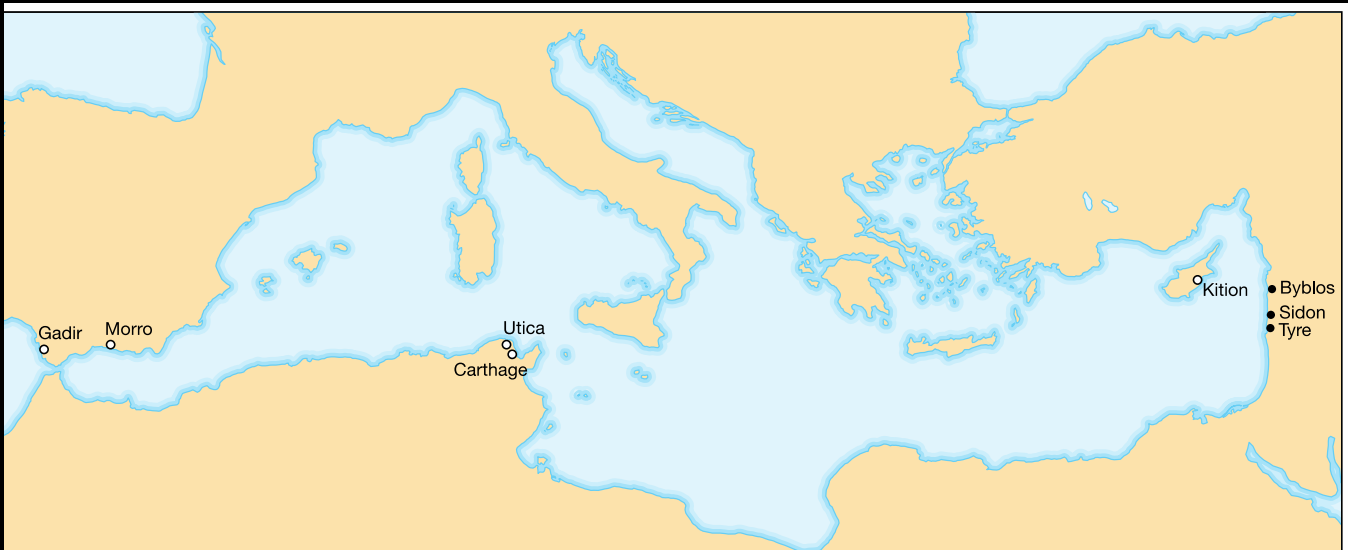 Gadir
Morro
Utica
Carthage
Kition
Byblos
Sidon
Tyre